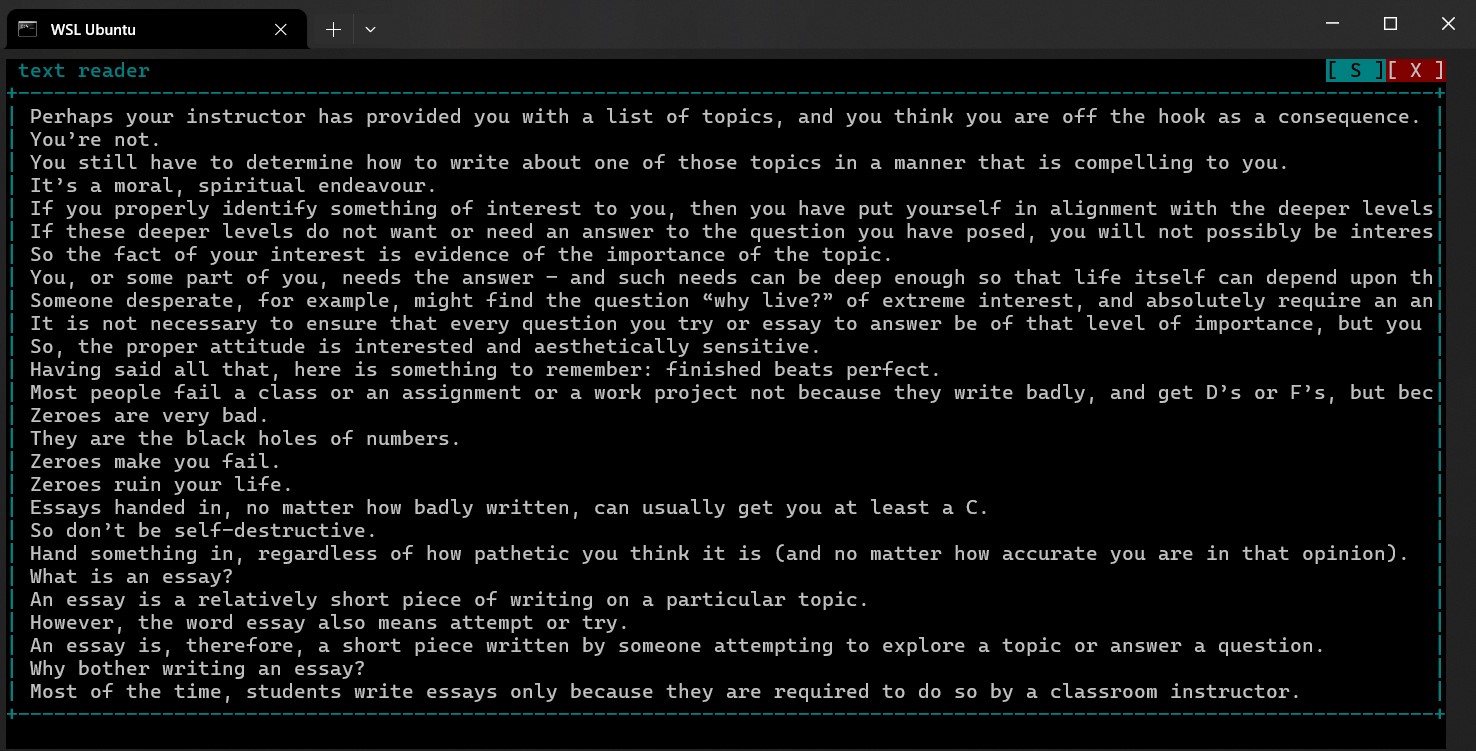 WSL Ubuntu
text reader [ S ][ X ]
Perhaps your instructor has provided you with a list of topics, and you think you are off the hook as a consequence.
You’re not.
You still have to determine how to write about one of those topics in a manner that is compelling to you.
It’s a moral, spiritual endeavour.
If you properly identify something of interest to you, then you have put yourself in alignment with the deeper levels
If these deeper levels do not want or need an answer to the question you have posed, you will not possibly be interes
So the fact of your interest is evidence of the importance of the topic.
You, or some part of you, needs the answer – and such needs can be deep enough so that life itself can depend upon th
Someone desperate, for example, might find the question “why live?” of extreme interest, and absolutely require an an
It is not necessary to ensure that every question you try or essay to answer be of that level of importance, but you
So, the proper attitude is interested and aesthetically sensitive.
Having said all that, here is something to remember: finished beats perfect.
Most people fail a class or an assignment or a work project not because they write badly, and get D’s or F’s, but bec
Zeroes are very bad.
They are the black holes of numbers.
Zeroes make you fail.
Zeroes ruin your life.
Essays handed in, no matter how badly written, can usually get you at least a C.
So don’t be self-destructive.
Hand something in, regardless of how pathetic you think it is (and no matter how accurate you are in that opinion).
What is an essay?
An essay is a relatively short piece of writing on a particular topic.
However, the word essay also means attempt or try.
An essay is, therefore, a short piece written by someone attempting to explore a topic or answer a question.
Why bother writing an essay?
Most of the time, students write essays only because they are required to do so by a classroom instructor.